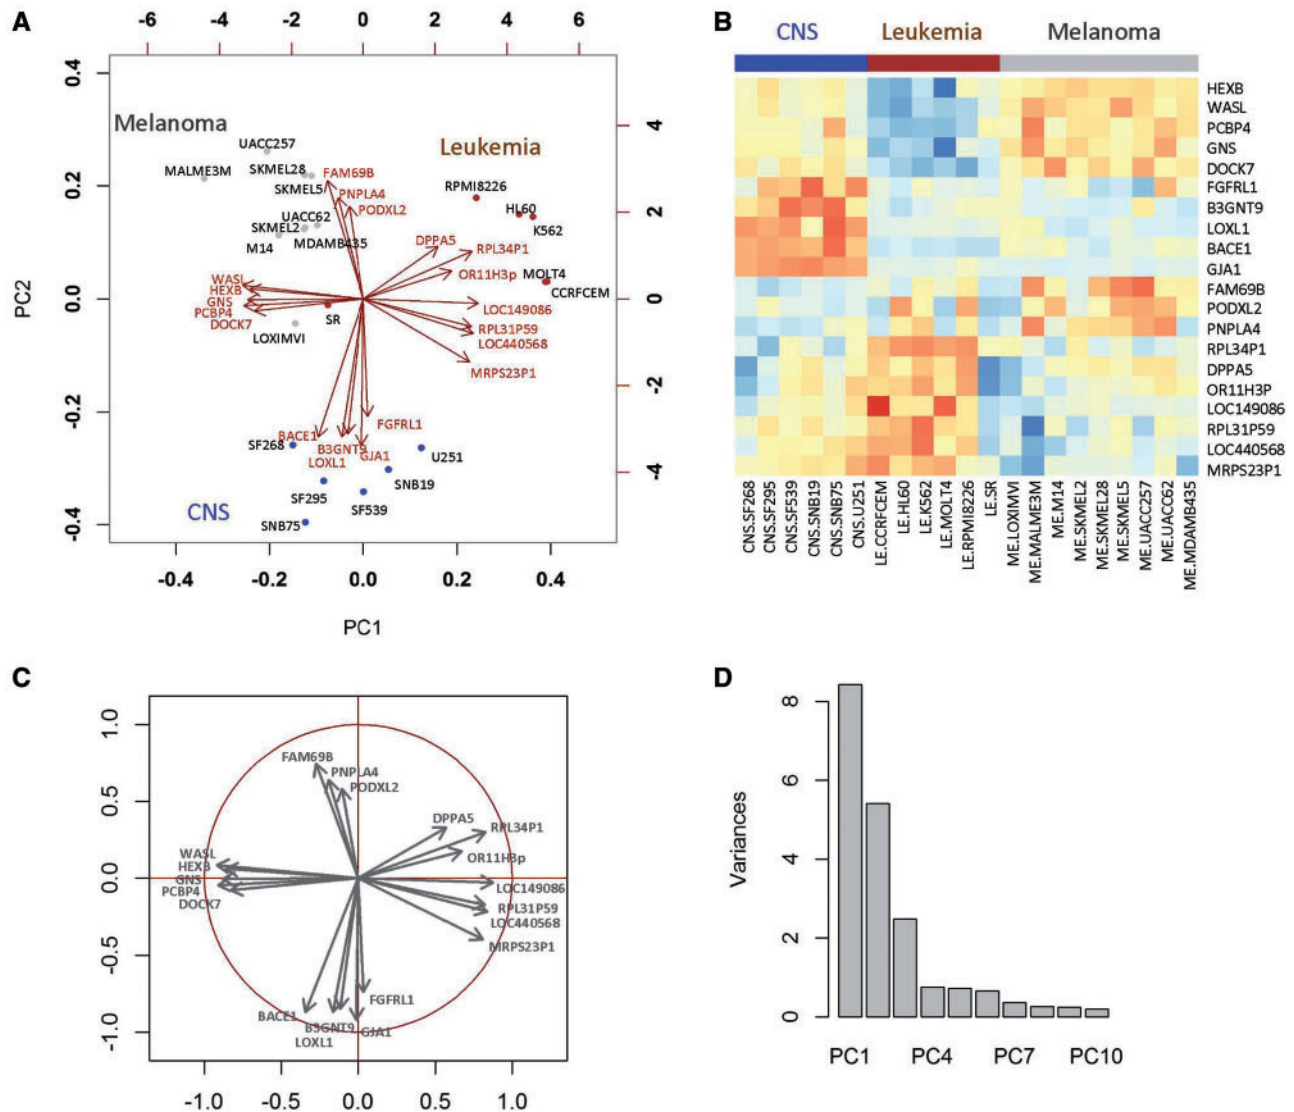 A
-6 -4 -2 0 2 4 6
PC2
0.4
0.2
0.0
-0.2
-0.4
4
2
0
-2
-4
Melanoma
Leukemia
CNS
UACC257
MALME3M
SKMEL28
SKMEL5
FAM69B
PNPLA4
PODXL2
RPMI8226
HL60
K562
UACC62
SKMEL2
M14
MDAMB435
DPPA5
RPL34P1
OR11H3p
MOLT4
CCRFCEM
WASL
HEXB
GNS
PCBP4
DOCK7
SR
LOXIMVI
LOC149086
RPL31P59
LOC440568
MRPS23P1
FGFRL1
BACE1
B3GNT9
LOXL1
GJA1
SF268
U251
SNB19
SF295
SF539
SNB75
-0.4 -0.2 0.0 0.2 0.4
PC1
B
CNS Leukemia Melanoma
HEXB
WASL
PCBP4
GNS
DOCK7
FGFRL1
B3GNT9
LOXL1
BACE1
GJA1
FAM69B
PODXL2
PNPLA4
RPL34P1
DPPA5
OR11H3P
LOC149086
RPL31P59
LOC440568
MRPS23P1
CNS.SF268
CNS.SF295
CNS.SF539
CNS.SNB19
CNS.SNB75
CNS.U251
LE.CCRFCEM
LE.HL60
LE.K562
LE.MOLT4
LE.RPMI8226
LE.SR
ME.LOXIMVI
ME.MALME3M
ME.M14
ME.SKMEL2
ME.SKMEL28
ME.SKMEL5
ME.UACC257
ME.UACC62
ME.MDAMB435
C
1.0
0.5
0.0
-0.5
-1.0
FAM69B
PNPLA4
PODXL2
DPPA5
RPL34P1
OR11H3p
WASL
HEXB
GNS
PCBP4
DOCK7
LOC149086
RPL31P59
LOC440568
MRPS23P1
FGFRL1
BACE1
B3GNT9
GJA1
LOXL1
-1.0 -0.5 0.0 0.5 1.0
D
Variances
8
6
4
2
0
PC1 PC4 PC7 PC10